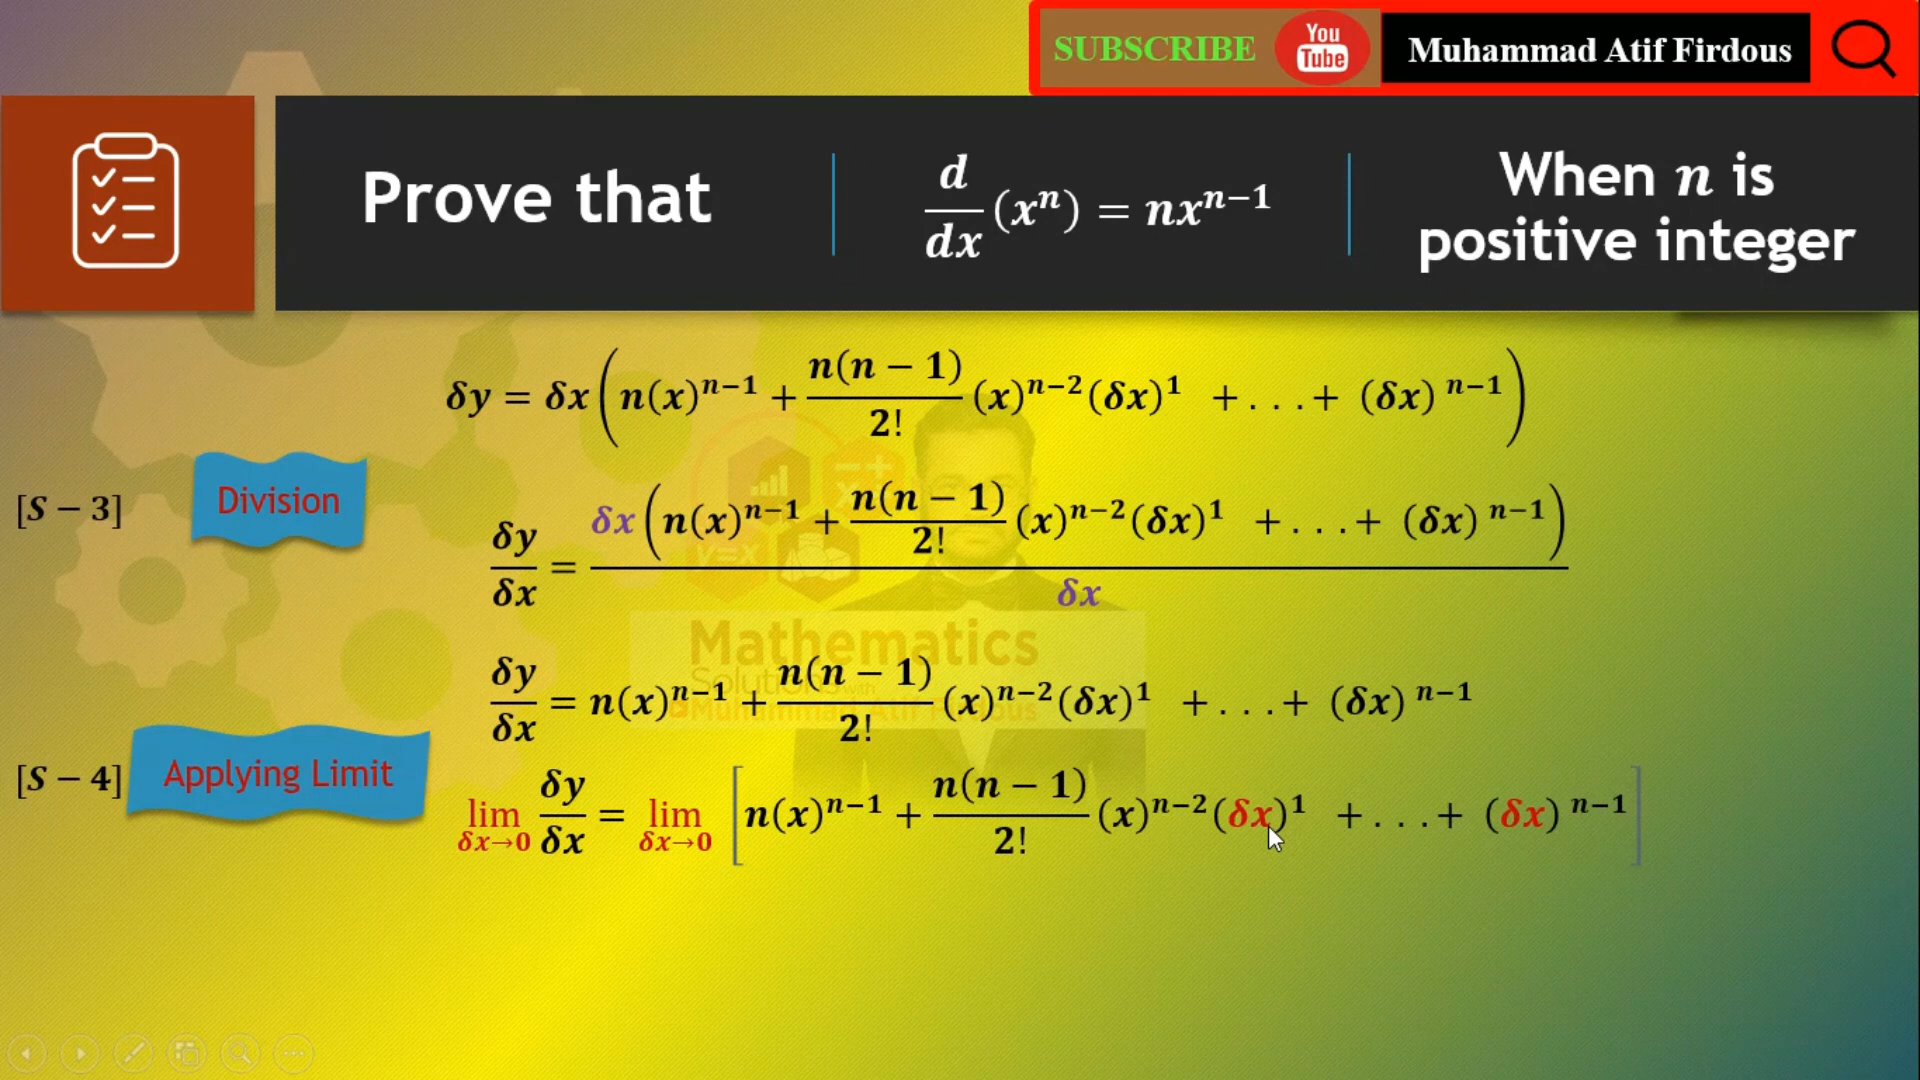 SUBSCRIBE You Tube Muhammad Atif Firdous
Prove that
d/dx (xⁿ) = nxⁿ⁻¹
When n is
positive integer
δy = δx ( n(x)ⁿ⁻¹ + n(n − 1)/2! (x)ⁿ⁻²(δx)¹ + . . . + (δx) ⁿ⁻¹ )
[S − 3] Division
δy/δx = δx ( n(x)ⁿ⁻¹ + n(n − 1)/2! (x)ⁿ⁻²(δx)¹ + . . . + (δx) ⁿ⁻¹ ) / δx
Mathematics
Solutions with
Muhammad Atif Firdous
δy/δx = n(x)ⁿ⁻¹ + n(n − 1)/2! (x)ⁿ⁻²(δx)¹ + . . . + (δx) ⁿ⁻¹
[S − 4] Applying Limit
lim δx→0 δy/δx = lim δx→0 [ n(x)ⁿ⁻¹ + n(n − 1)/2! (x)ⁿ⁻²(δx)¹ + . . . + (δx) ⁿ⁻¹ ]